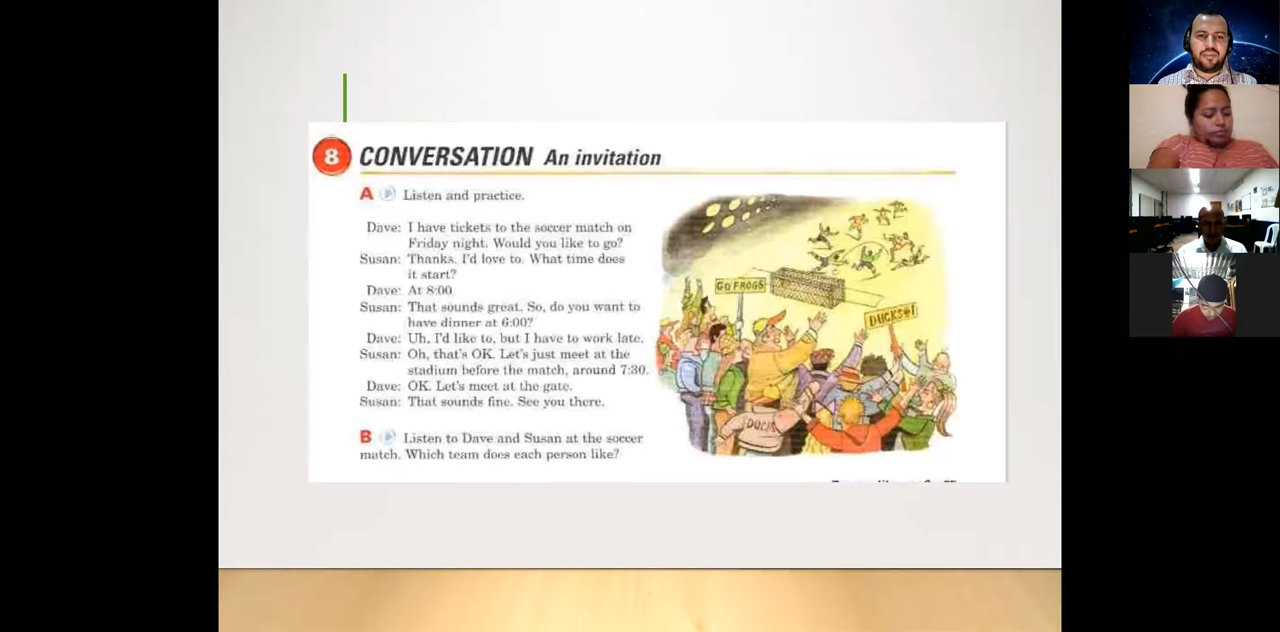 8 CONVERSATION An invitation
A Listen and practice.
Dave: I have tickets to the soccer match on
Friday night. Would you like to go?
Susan: Thanks. I'd love to. What time does
it start?
Dave: At 8:00
Susan: That sounds great. So, do you want to
have dinner at 6:00?
Dave: Uh, I'd like to, but I have to work late.
Susan: Oh, that's OK. Let's just meet at the
stadium before the match, around 7:30.
Dave: OK. Let's meet at the gate.
Susan: That sounds fine. See you there.
B Listen to Dave and Susan at the soccer
match. Which team does each person like?
GO FROGS
DUCKS#1
DUCKS